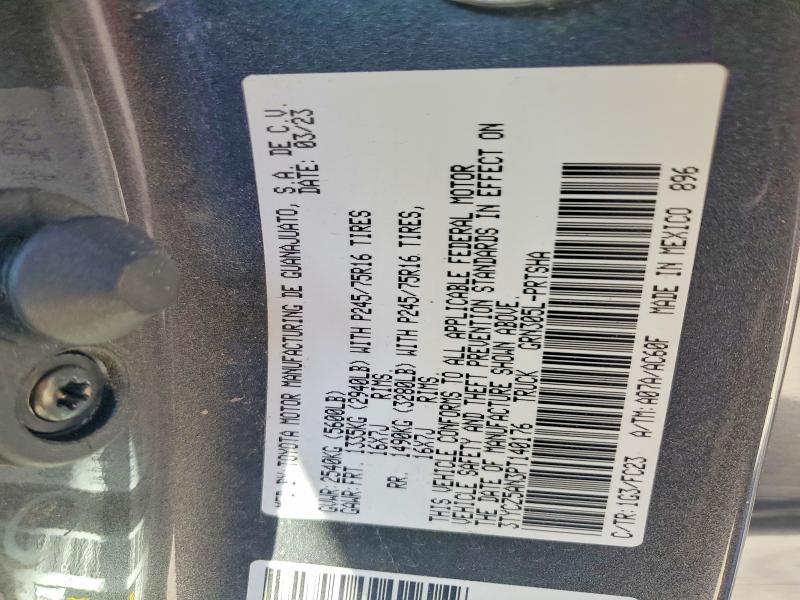 MFD BY: TOYOTA MOTOR MANUFACTURING DE GUANAJUATO, S.A. DE C.V.
DATE: 03/23
GVWR: 2540KG (5600LB)
GAWR: FRT. 1335KG (2940LB) WITH P245/75R16 TIRES
16X7J RIMS,
RR. 1490KG (3280LB) WITH P245/75R16 TIRES,
16X7J RIMS.
THIS VEHICLE CONFORMS TO ALL APPLICABLE FEDERAL MOTOR
VEHICLE SAFETY AND THEFT PREVENTION STANDARDS IN EFFECT ON
THE DATE OF MANUFACTURE SHOWN ABOVE.
TRUCK GRN305L-PRTSHA
C/TR: 1G3/FC23 A/TM: A07A/AC60F MADE IN MEXICO 896